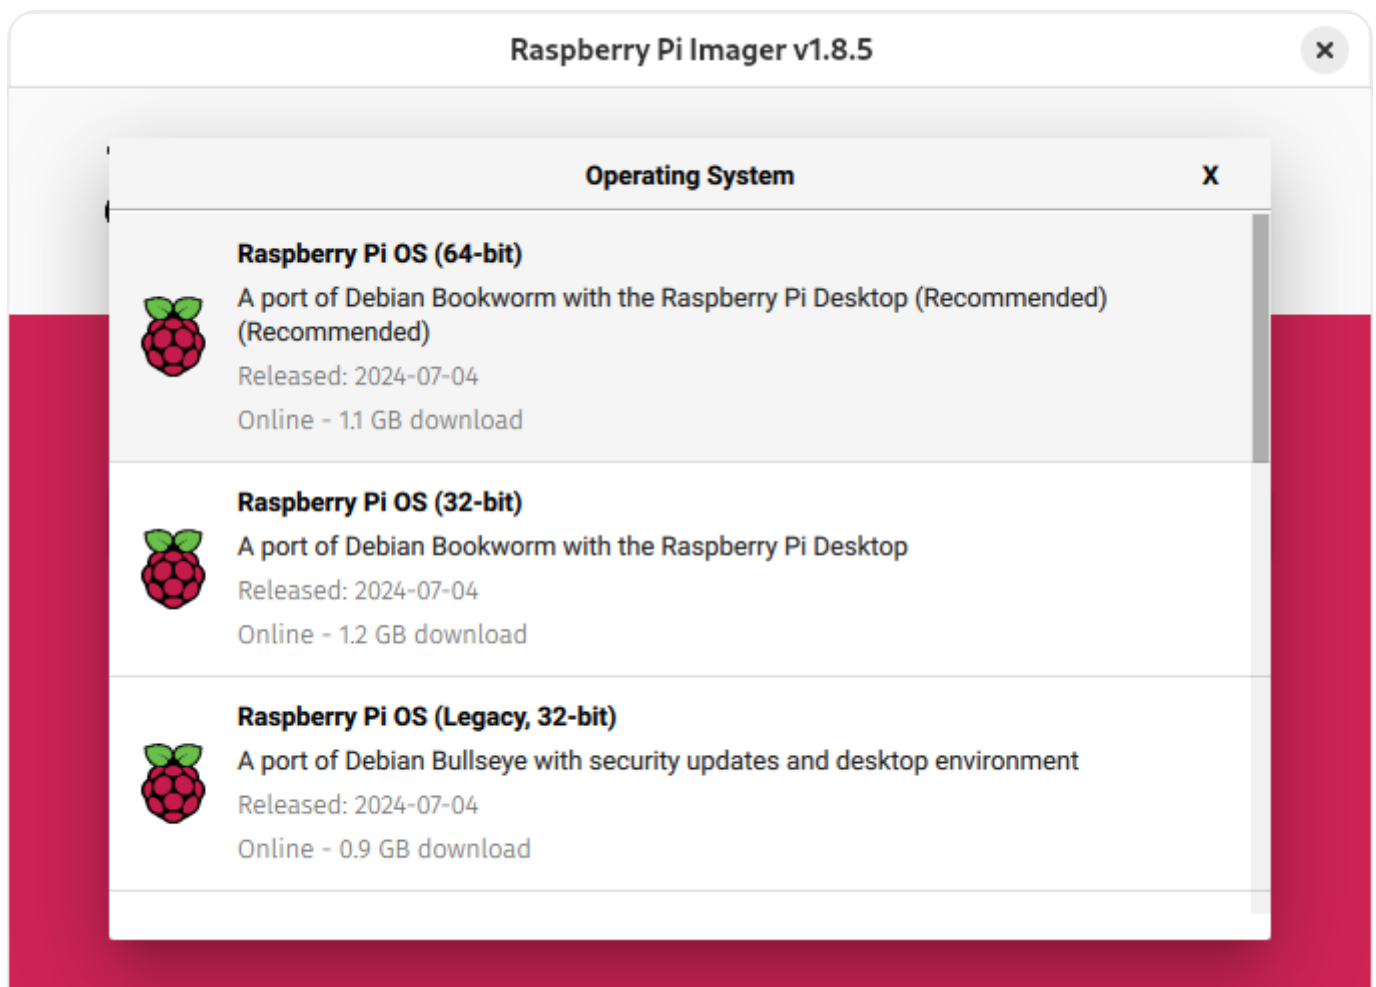 Raspberry Pi Imager v1.8.5
Operating System
X
Raspberry Pi OS (64-bit)
A port of Debian Bookworm with the Raspberry Pi Desktop (Recommended)
(Recommended)
Released: 2024-07-04
Online - 1.1 GB download
Raspberry Pi OS (32-bit)
A port of Debian Bookworm with the Raspberry Pi Desktop
Released: 2024-07-04
Online - 1.2 GB download
Raspberry Pi OS (Legacy, 32-bit)
A port of Debian Bullseye with security updates and desktop environment
Released: 2024-07-04
Online - 0.9 GB download